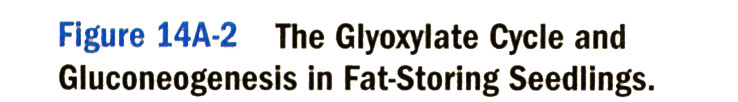 Figure 14A-2 The Glyoxylate Cycle and
Gluconeogenesis in Fat-Storing Seedlings.